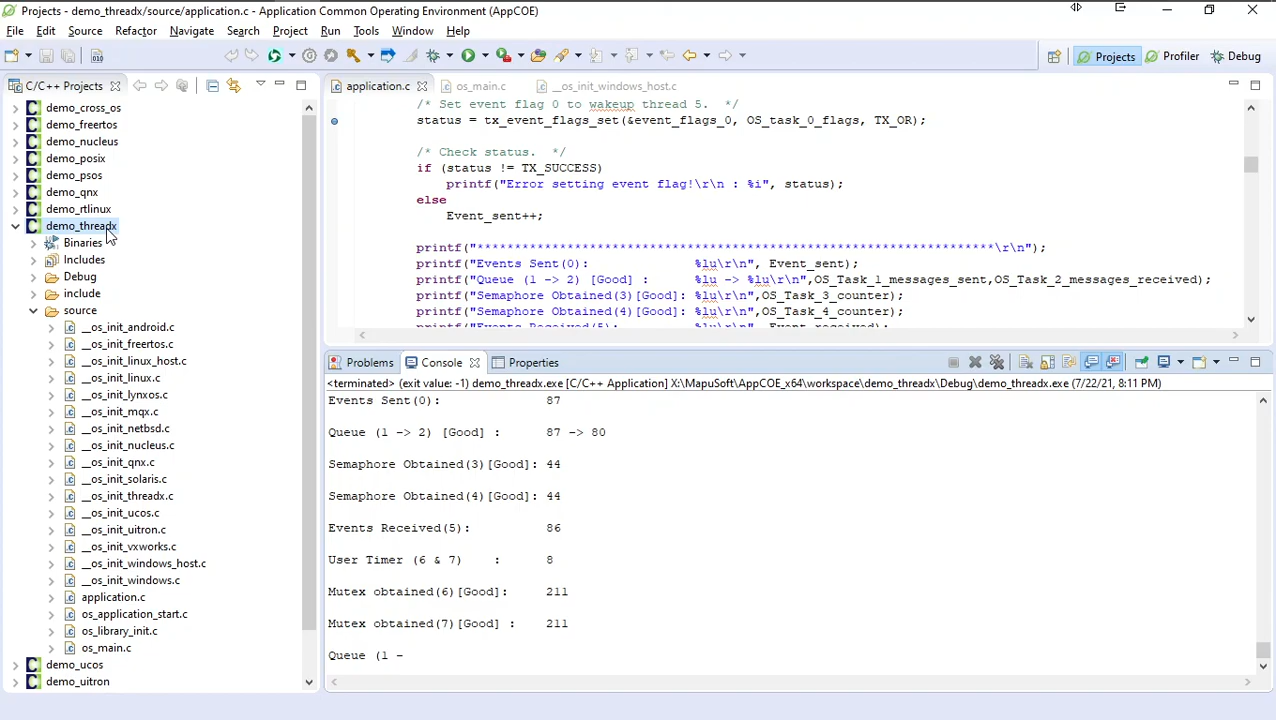 Projects - demo_threadx/source/application.c - Application Common Operating Environment (AppCOE)
File Edit Source Refactor Navigate Search Project Run Tools Window Help
Projects Profiler Debug
C/C++ Projects
demo_cross_os
demo_freertos
demo_nucleus
demo_posix
demo_psos
demo_qnx
demo_rtlinux
demo_threadx
Binaries
Includes
Debug
include
source
__os_init_android.c
__os_init_freertos.c
__os_init_linux_host.c
__os_init_linux.c
__os_init_lynxos.c
__os_init_mqx.c
__os_init_netbsd.c
__os_init_nucleus.c
__os_init_qnx.c
__os_init_solaris.c
__os_init_threadx.c
__os_init_ucos.c
__os_init_uitron.c
__os_init_vxworks.c
__os_init_windows_host.c
__os_init_windows.c
application.c
os_application_start.c
os_library_init.c
os_main.c
demo_ucos
demo_uitron
application.c os_main.c __os_init_windows_host.c
/* Set event flag 0 to wakeup thread 5. */
status = tx_event_flags_set(&event_flags_0, OS_task_0_flags, TX_OR);
/* Check status. */
if (status != TX_SUCCESS)
printf("Error setting event flag!\r\n : %i", status);
else
Event_sent++;
printf("**********************************************************************\r\n");
printf("Events Sent(0): %lu\r\n", Event_sent);
printf("Queue (1 -> 2) [Good] : %lu -> %lu\r\n",OS_Task_1_messages_sent,OS_Task_2_messages_received);
printf("Semaphore Obtained(3)[Good]: %lu\r\n",OS_Task_3_counter);
printf("Semaphore Obtained(4)[Good]: %lu\r\n",OS_Task_4_counter);
printf("Events Received(5): %lu\r\n", Event_received);
Problems Console Properties
<terminated> (exit value: -1) demo_threadx.exe [C/C++ Application] X:\MapuSoft\AppCOE_x64\workspace\demo_threadx\Debug\demo_threadx.exe (7/22/21, 8:11 PM)
Events Sent(0): 87
Queue (1 -> 2) [Good] : 87 -> 80
Semaphore Obtained(3)[Good]: 44
Semaphore Obtained(4)[Good]: 44
Events Received(5): 86
User Timer (6 & 7) : 8
Mutex obtained(6)[Good]: 211
Mutex obtained(7)[Good] : 211
Queue (1 -